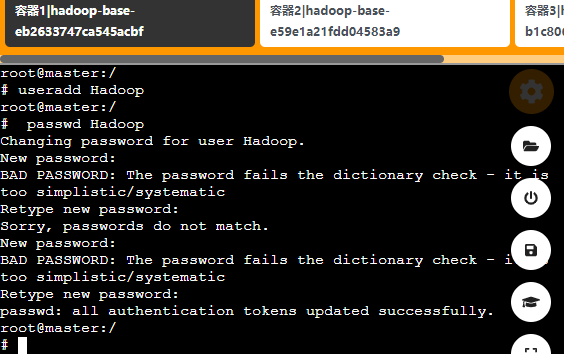 容器1|hadoop-base-
eb2633747ca545acbf
容器2|hadoop-base-
e59e1a21fdd04583a9
容器3|
b1c80
root@master:/
# useradd Hadoop
root@master:/
#  passwd Hadoop
Changing password for user Hadoop.
New password:
BAD PASSWORD: The password fails the dictionary check - it is
too simplistic/systematic
Retype new password:
Sorry, passwords do not match.
New password:
BAD PASSWORD: The password fails the dictionary check - i
too simplistic/systematic
Retype new password:
passwd: all authentication tokens updated successfully.
root@master:/
#